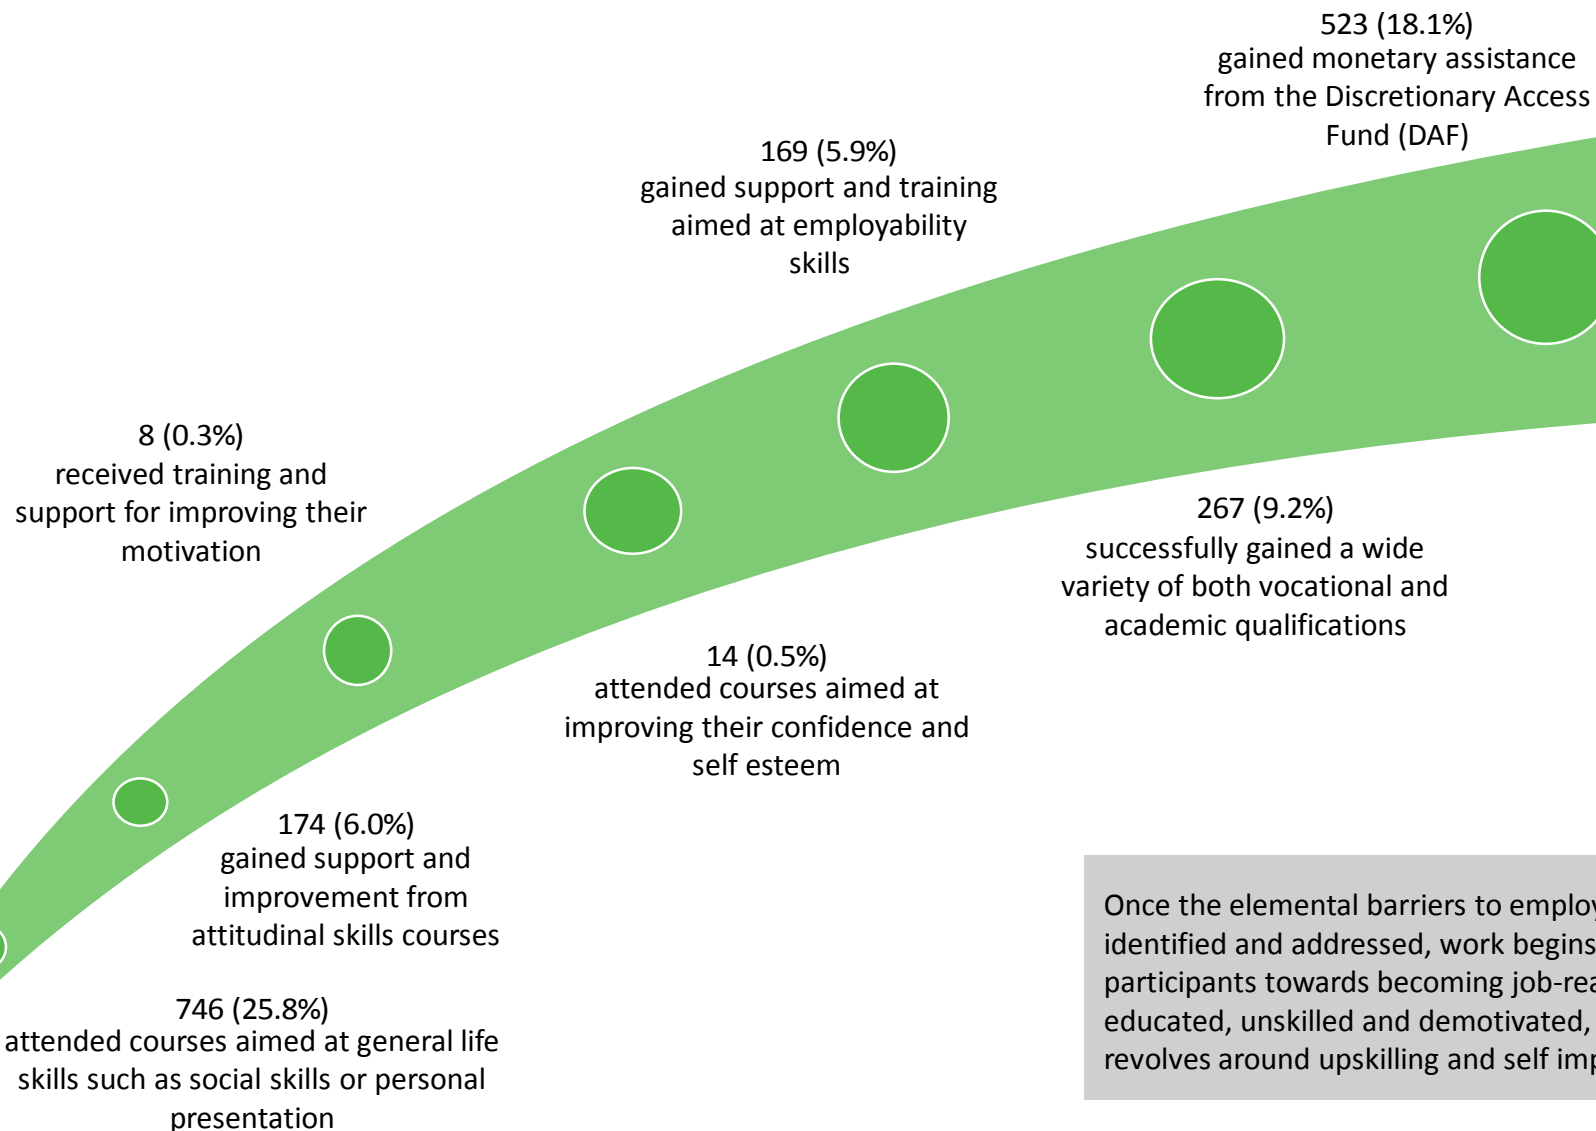 523 (18.1%)
gained monetary assistance
from the Discretionary Access
Fund (DAF)
169 (5.9%)
gained support and training
aimed at employability
skills
8 (0.3%)
received training and
support for improving their
motivation
267 (9.2%)
successfully gained a wide
variety of both vocational and
academic qualifications
14 (0.5%)
attended courses aimed at
improving their confidence and
self esteem
174 (6.0%)
gained support and
improvement from
attitudinal skills courses
746 (25.8%)
attended courses aimed at general life
skills such as social skills or personal
presentation
Once the elemental barriers to
identified and addressed, work begins
participants towards becoming
educated, unskilled and demotivated,
revolves around upskilling and self